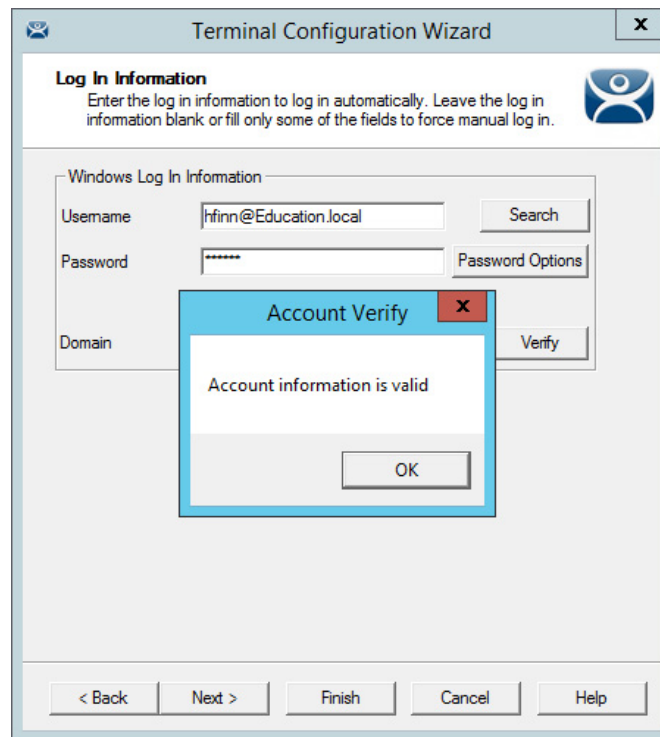 Terminal Configuration Wizard
x
Log In Information
Enter the log in information to log in automatically. Leave the log in
information blank or fill only some of the fields to force manual log in.
Windows Log In Information
Username
hfinn@Education.local
Search
Password
******
Password Options
Account Verify
x
Domain
Verify
Account information is valid
OK
< Back
Next >
Finish
Cancel
Help